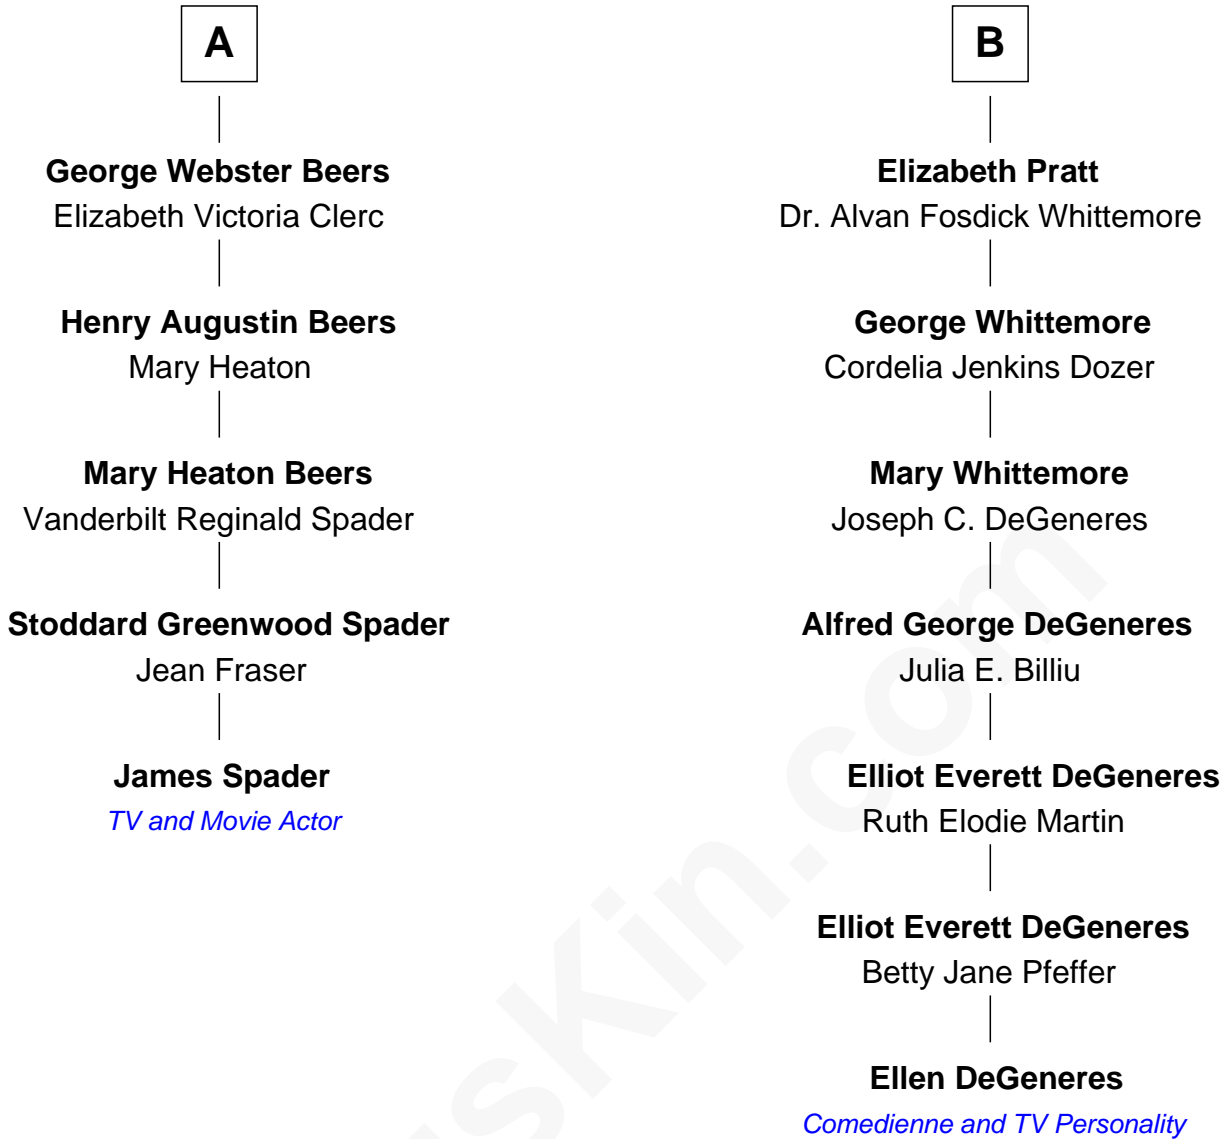 A
George Webster Beers
Elizabeth Victoria Clerc
Henry Augustin Beers
Mary Heaton
Mary Heaton Beers
Vanderbilt Reginald Spader
Stoddard Greenwood Spader
Jean Fraser
James Spader
TV and Movie Actor
B
Elizabeth Pratt
Dr. Alvan Fosdick Whittemore
George Whittemore
Cordelia Jenkins Dozer
Mary Whittemore
Joseph C. DeGeneres
Alfred George DeGeneres
Julia E. Billiu
Elliot Everett DeGeneres
Ruth Elodie Martin
Elliot Everett DeGeneres
Betty Jane Pfeffer
Ellen DeGeneres
Comedienne and TV Personality
sKin.com